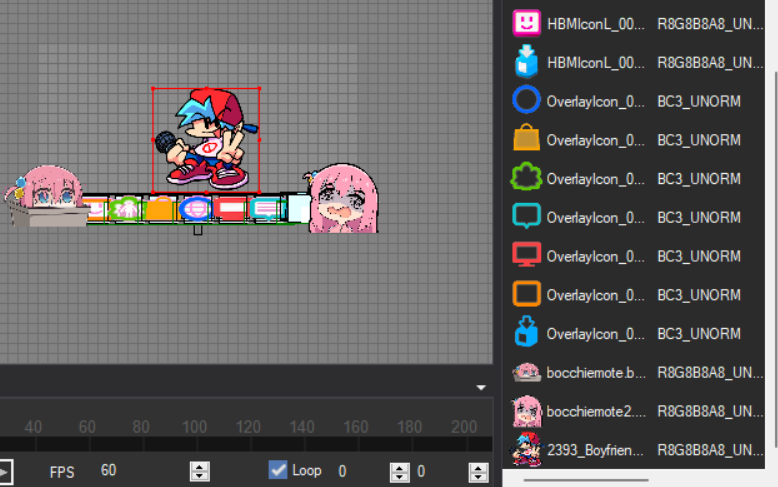 HBMIconL_00... R8G8B8A8_UN...
HBMIconL_00... R8G8B8A8_UN...
OverlayIcon_0... BC3_UNORM
OverlayIcon_0... BC3_UNORM
OverlayIcon_0... BC3_UNORM
OverlayIcon_0... BC3_UNORM
OverlayIcon_0... BC3_UNORM
OverlayIcon_0... BC3_UNORM
OverlayIcon_0... BC3_UNORM
bocchiemote.b... R8G8B8A8_UN...
bocchiemote2.... R8G8B8A8_UN...
2393_Boyfrien... R8G8B8A8_UN...
40 60 80 100 120 140 160 180 200
FPS 60 Loop 0 0